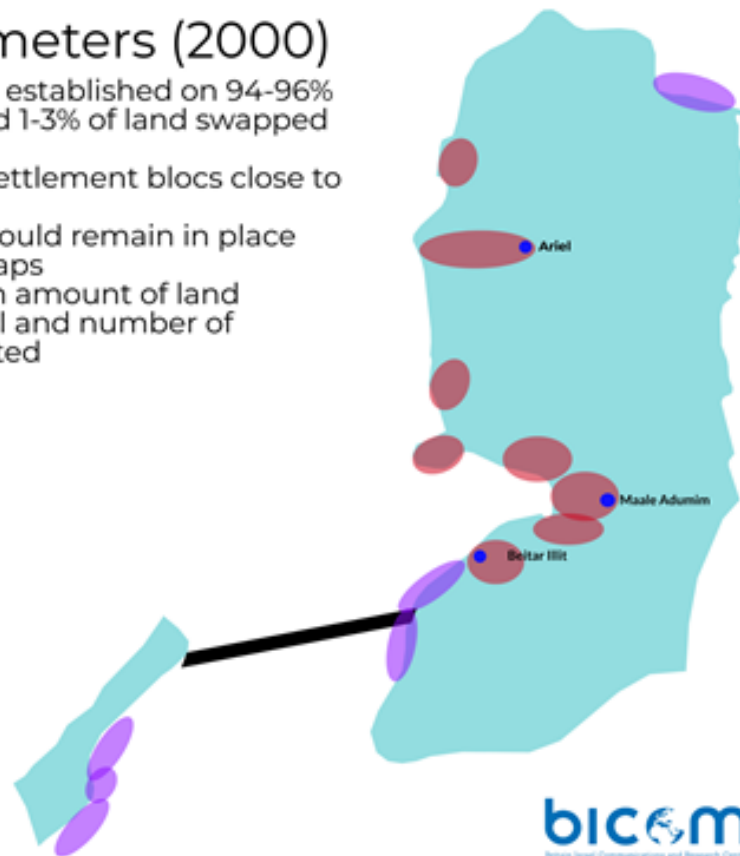 meters (2000)
established on 94-96%
d 1-3% of land swapped
ettlement blocs close to
ould remain in place
aps
n amount of land
l and number of
ted
Ariel
Maale Adumim
Beitar Illit
bicom